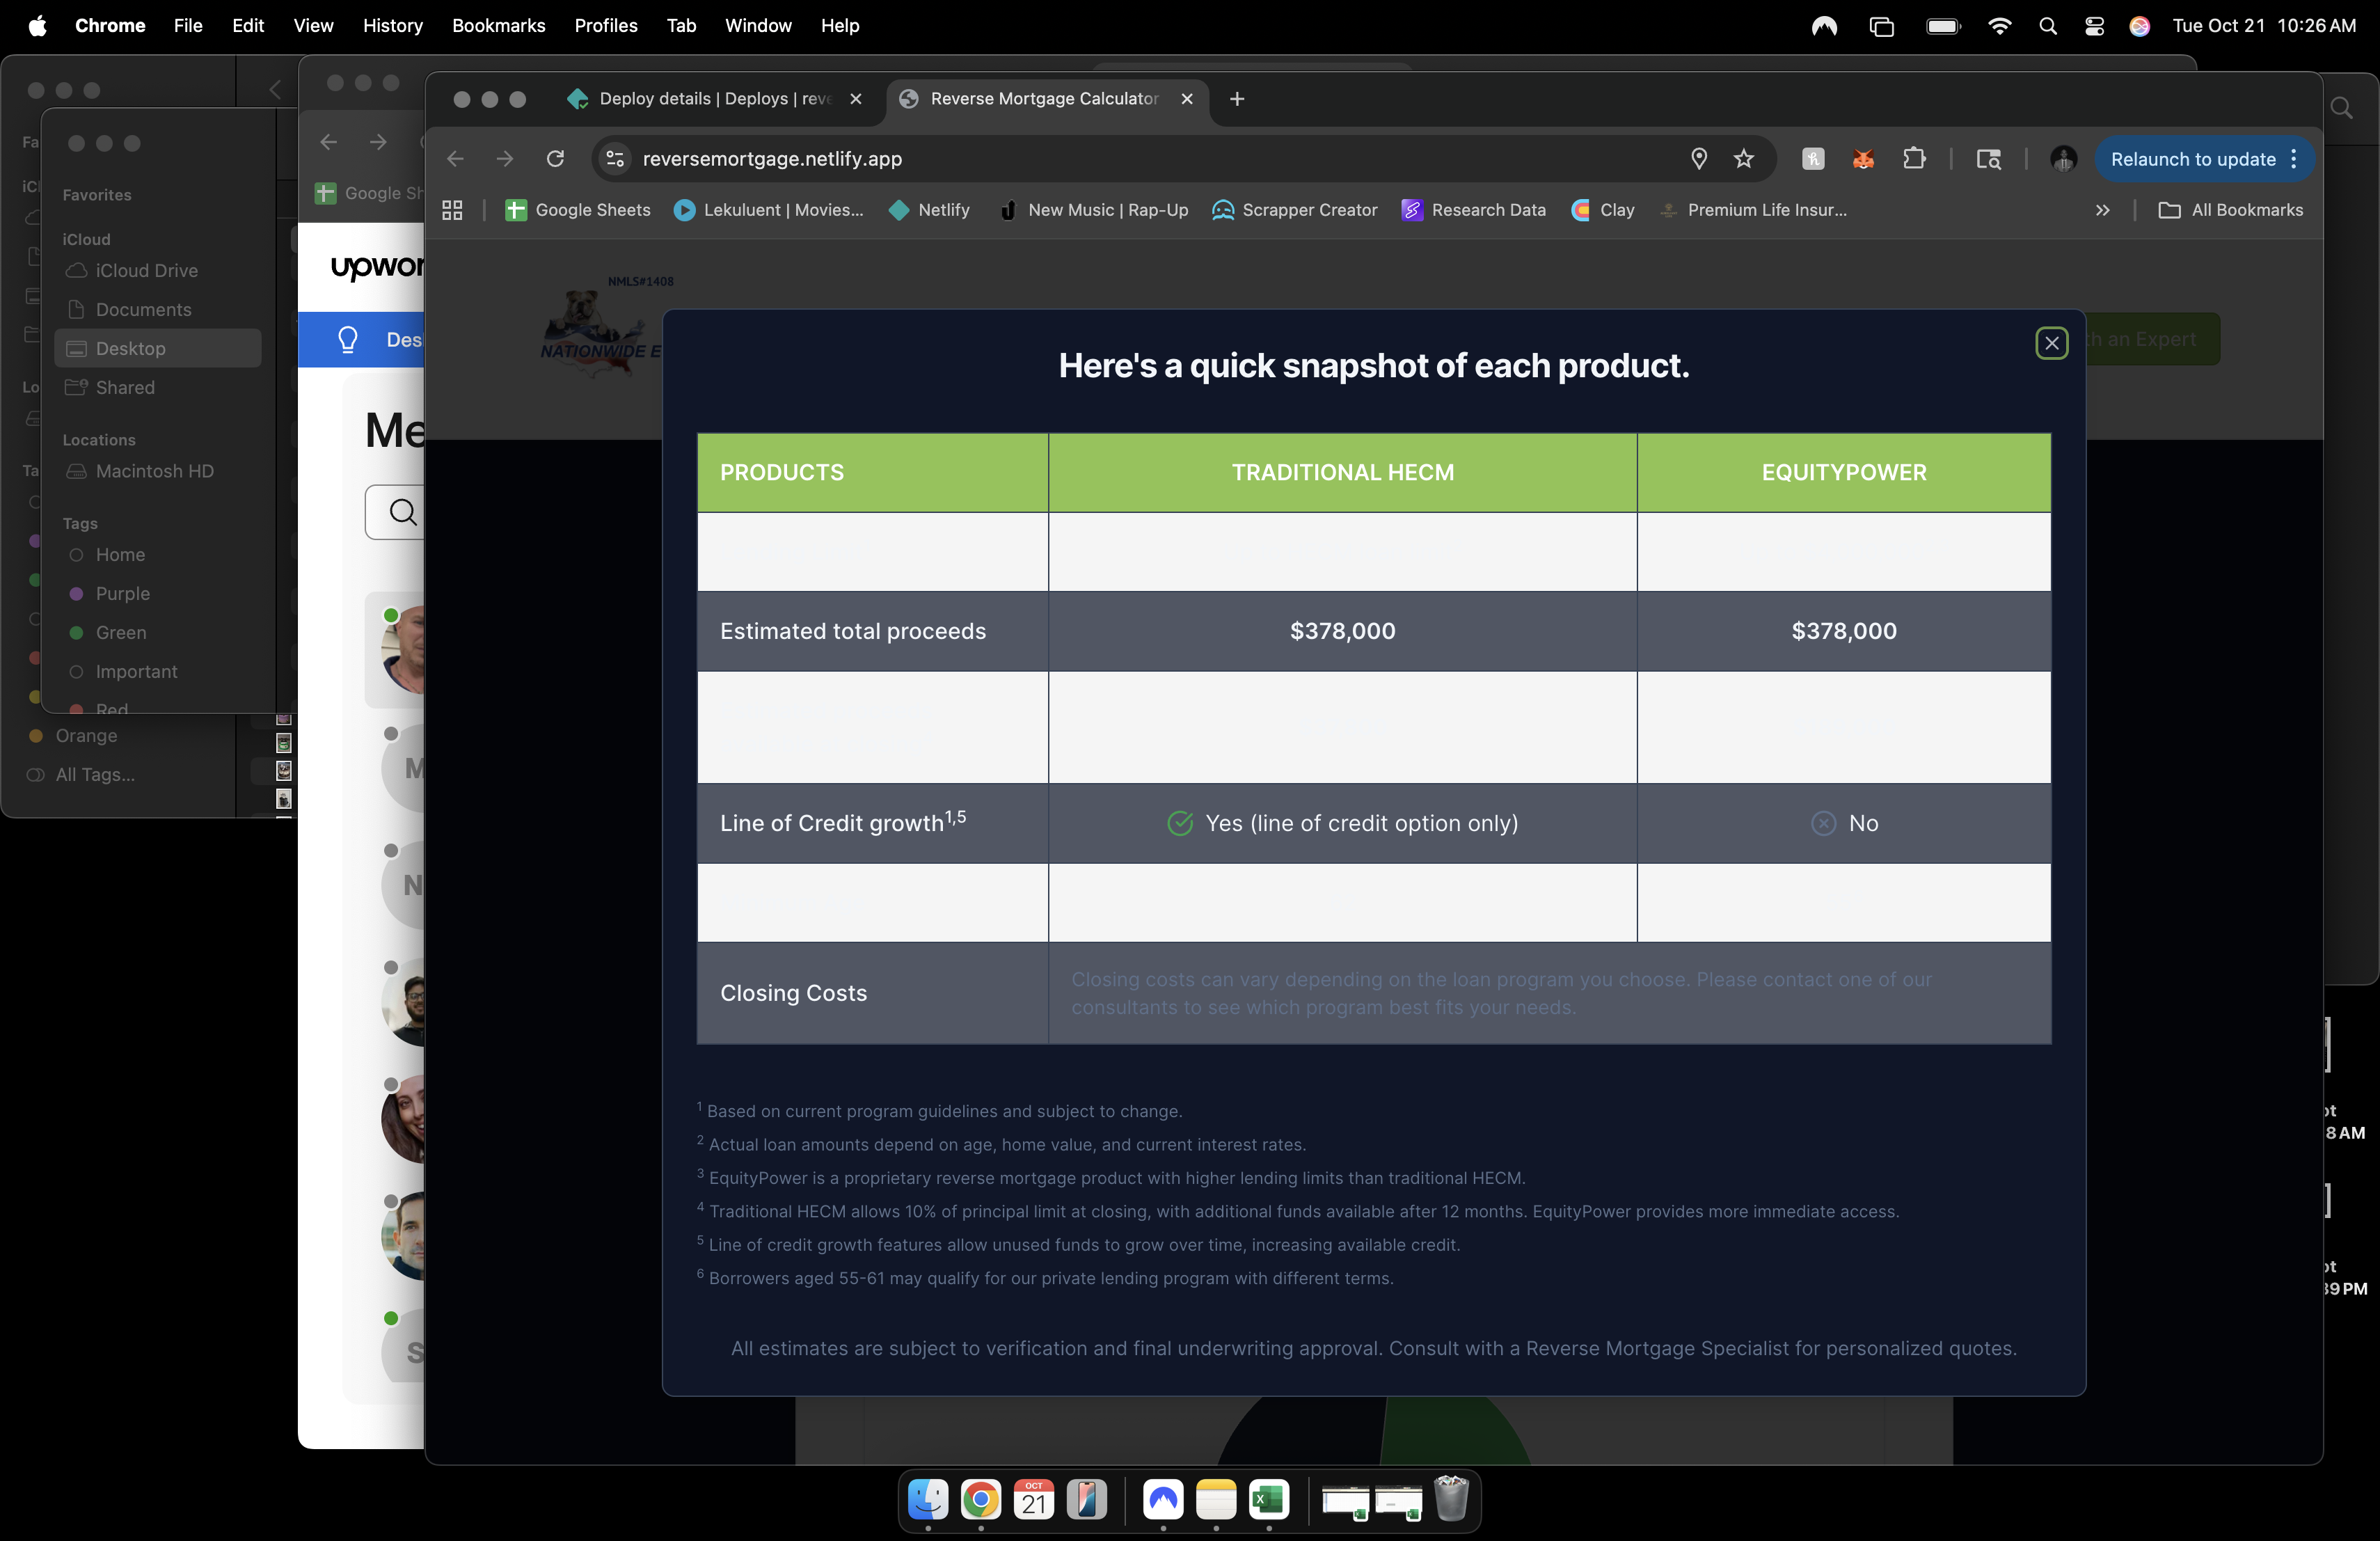 Chrome File Edit View History Bookmarks Profiles Tab Window Help
Tue Oct 21 10:26 AM
Deploy details | Deploys | reve
Reverse Mortgage Calculator
reversemortgage.netlify.app
Relaunch to update
Google Sheets
Lekuluent | Movies...
Netlify
New Music | Rap-Up
Scrapper Creator
Research Data
Clay
Premium Life Insur...
All Bookmarks
Fa
iCl
Lo
Ta
Orange
All Tags...
Favorites
iCloud
iCloud Drive
Documents
Desktop
Shared
Locations
Macintosh HD
Tags
Home
Purple
Green
Important
Red
Google Sh
upwor
Des
Me
M
N
S
NMLS#1408
NATIONWIDE E
th an Expert
Here's a quick snapshot of each product.
PRODUCTS TRADITIONAL HECM EQUITYPOWER
Estimated total proceeds $378,000 $378,000
Line of Credit growth1,5 Yes (line of credit option only) No
Closing Costs
Closing costs can vary depending on the loan program you choose. Please contact one of our
consultants to see which program best fits your needs.
1 Based on current program guidelines and subject to change.
2 Actual loan amounts depend on age, home value, and current interest rates.
3 EquityPower is a proprietary reverse mortgage product with higher lending limits than traditional HECM.
4 Traditional HECM allows 10% of principal limit at closing, with additional funds available after 12 months. EquityPower provides more immediate access.
5 Line of credit growth features allow unused funds to grow over time, increasing available credit.
6 Borrowers aged 55-61 may qualify for our private lending program with different terms.
All estimates are subject to verification and final underwriting approval. Consult with a Reverse Mortgage Specialist for personalized quotes.
ot
8 AM
ot
39 PM
OCT
21